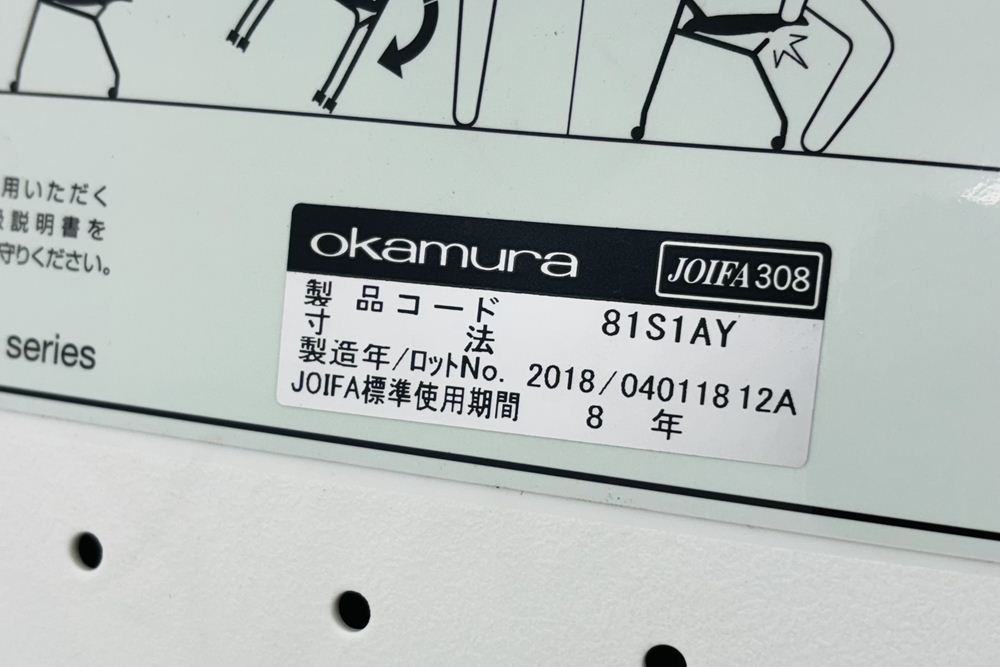 用いただく
説明書を
守りください。
series
okamura
JOIFA308
製品コード 81S1AY
寸法
製造年/ロットNo. 2018/04011812A
JOIFA標準使用期間 8 年